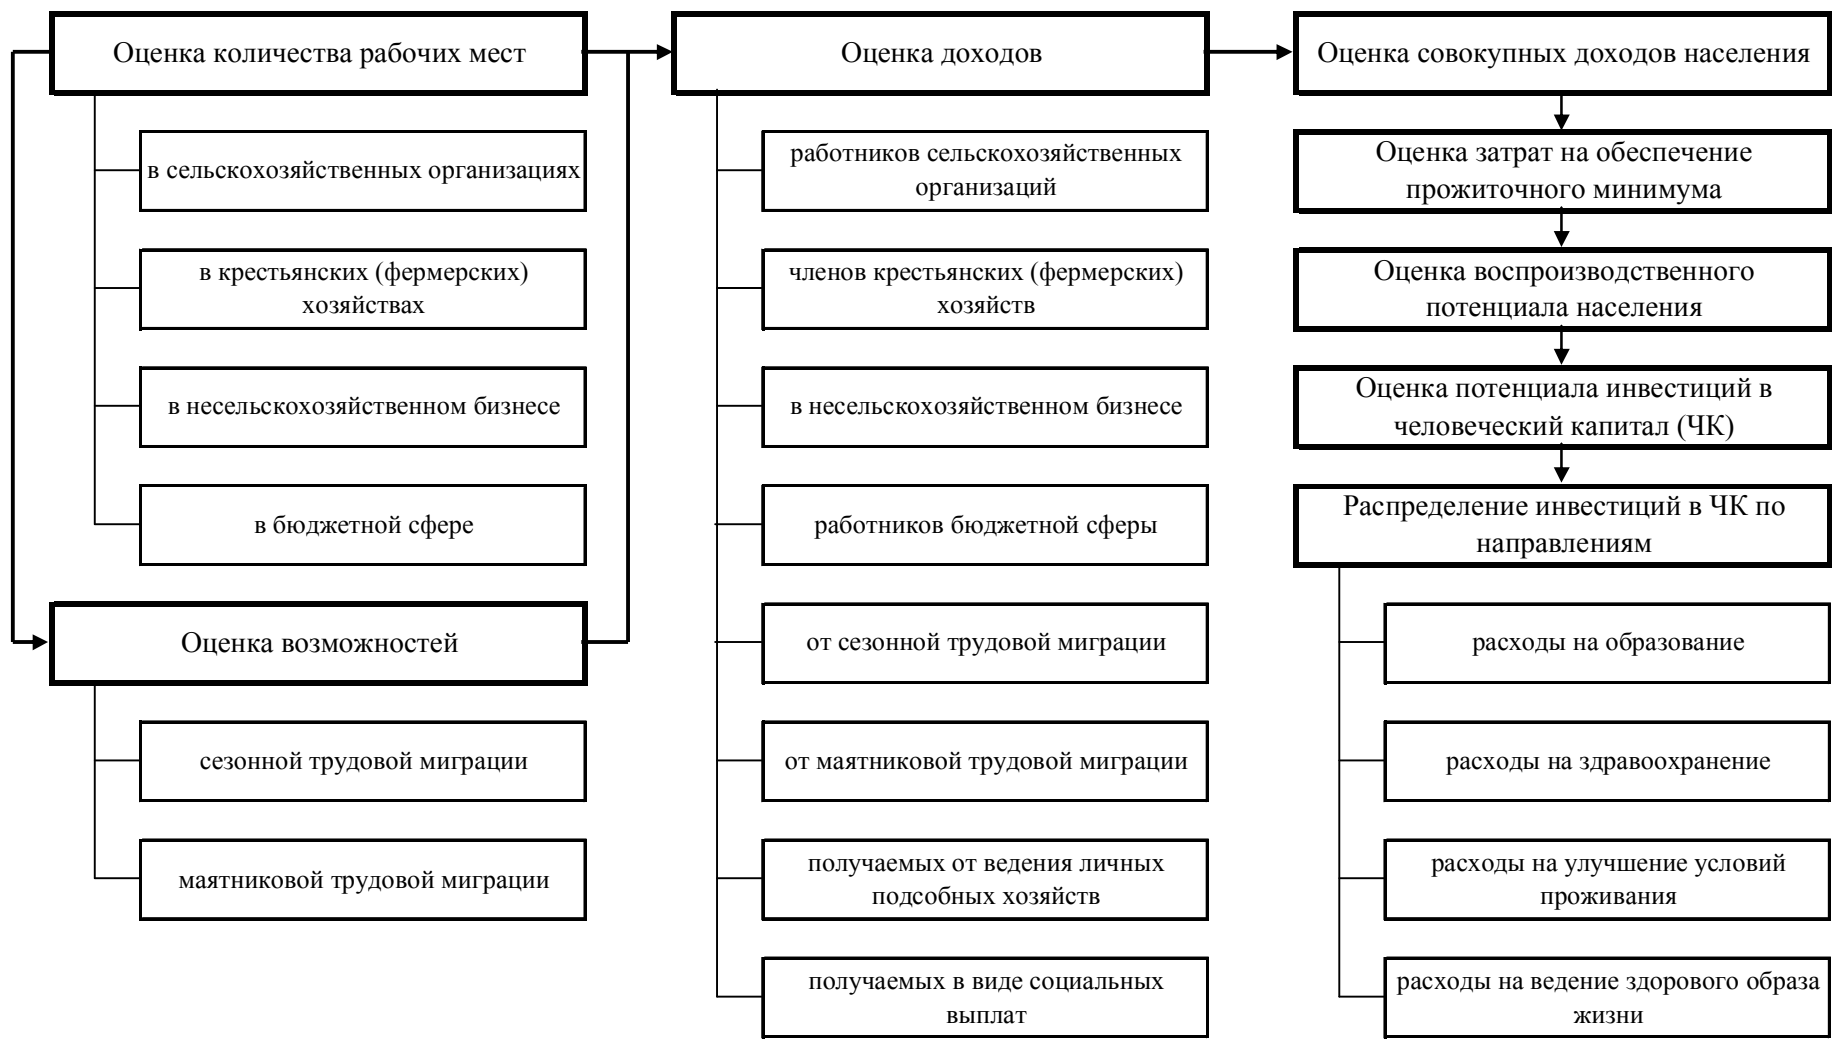 Оценка количества рабочих мест
в сельскохозяйственных организациях
в крестьянских (фермерских)
хозяйствах
в несельскохозяйственном бизнесе
в бюджетной сфере
Оценка возможностей
сезонной трудовой миграции
маятниковой трудовой миграции
Оценка доходов
работников сельскохозяйственных
организаций
членов крестьянских (фермерских)
хозяйств
в несельскохозяйственном бизнесе
работников бюджетной сферы
от сезонной трудовой миграции
от маятниковой трудовой миграции
получаемых от ведения личных
подсобных хозяйств
получаемых в виде социальных
выплат
Оценка совокупных доходов населения
Оценка затрат на обеспечение
прожиточного минимума
Оценка воспроизводственного
потенциала населения
Оценка потенциала инвестиций в
человеческий капитал (ЧК)
Распределение инвестиций в ЧК по
направлениям
расходы на образование
расходы на здравоохранение
расходы на улучшение условий
проживания
расходы на ведение здорового образа
жизни